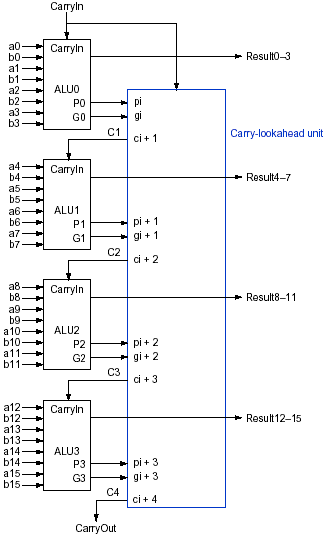 CarryIn
a0
b0
a1
b1
a2
b2
a3
b3
CarryIn
ALU0
P0
G0
pi
gi
Result0–3
Carry-lookahead unit
C1
ci + 1
a4
b4
a5
b5
a6
b6
a7
b7
CarryIn
ALU1
P1
G1
pi + 1
gi + 1
Result4–7
C2
ci + 2
a8
b8
a9
b9
a10
b10
a11
b11
CarryIn
ALU2
P2
G2
pi + 2
gi + 2
Result8–11
C3
ci + 3
a12
b12
a13
b13
a14
b14
a15
b15
CarryIn
ALU3
P3
G3
pi + 3
gi + 3
Result12–15
C4
ci + 4
CarryOut